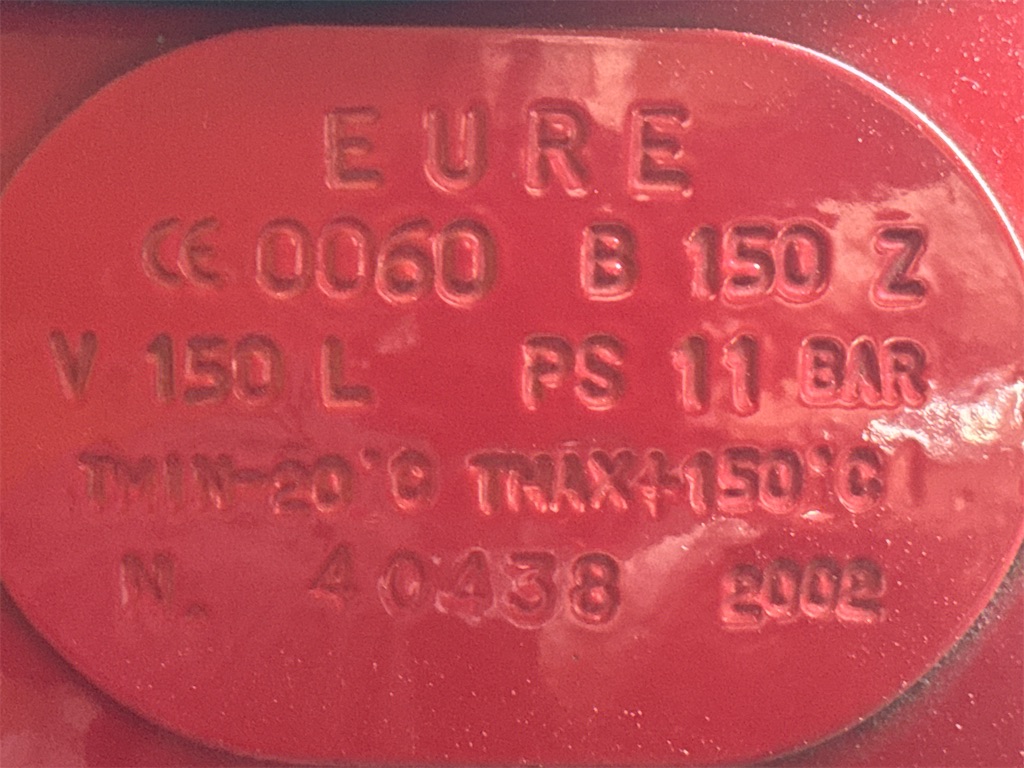 EURE
CE 0060 B 150 Z
V 150 L PS 11 BAR
TMIN-20°C TMAX+150°C
N. 40438 2002